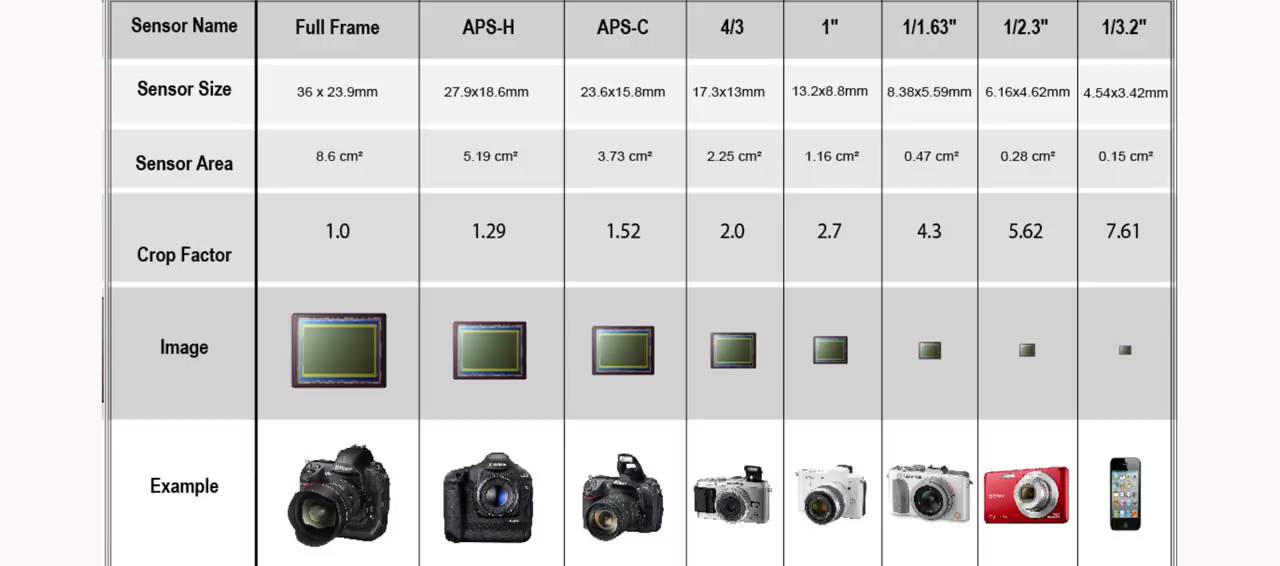 Sensor Name Full Frame APS-H APS-C 4/3 1" 1/1.63" 1/2.3" 1/3.2"
Sensor Size 36 x 23.9mm 27.9x18.6mm 23.6x15.8mm 17.3x13mm 13.2x8.8mm 8.38x5.59mm 6.16x4.62mm 4.54x3.42mm
Sensor Area 8.6 cm² 5.19 cm² 3.73 cm² 2.25 cm² 1.16 cm² 0.47 cm² 0.28 cm² 0.15 cm²
Crop Factor 1.0 1.29 1.52 2.0 2.7 4.3 5.62 7.61
Image
Example